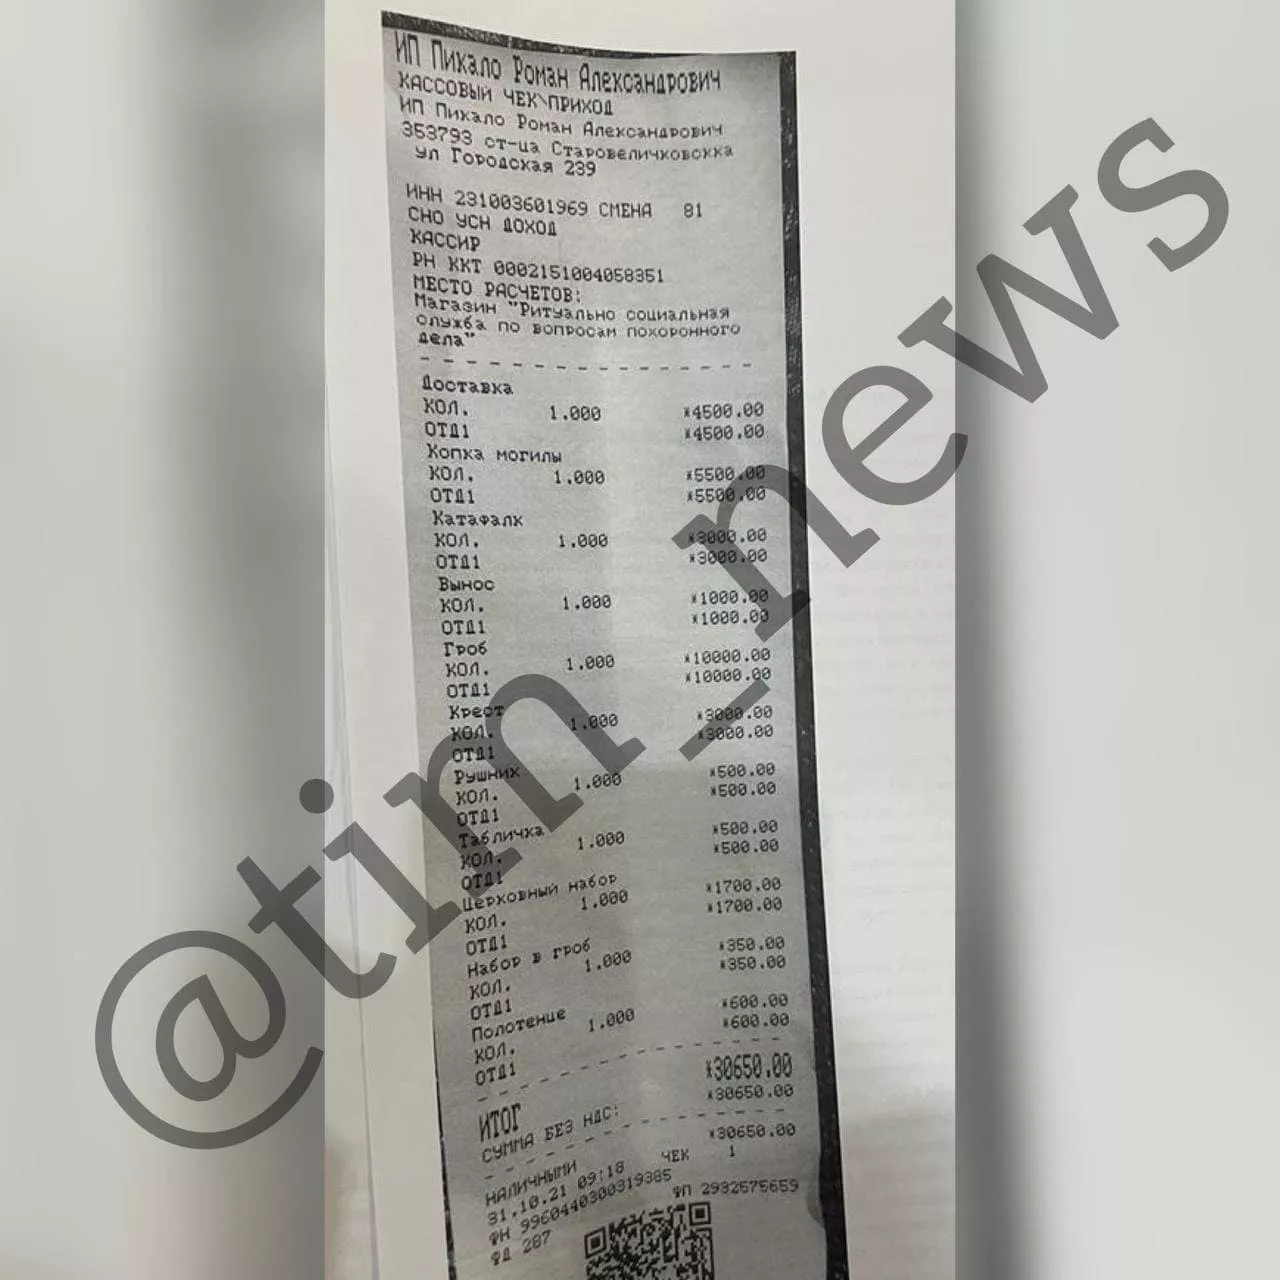 ИП Пикало Роман Александрович
КАССОВЫЙ ЧЕК\ПРИХОД
ИП Пикало Роман Александрович
353793 ст-ца Старовеличковскка
ул Городская 239
ИНН 231003601969 СМЕНА 81
СНО УСН ДОХОД
КАССИР
РН ККТ 0002151004058351
МЕСТО РАСЧЕТОВ:
Магазин "Ритуально социальная
служба по вопросам похоронного
дела"
Доставка
КОЛ. 1.000 *4500.00
ОТД1 *4500.00
Копка могилы
КОЛ. 1.000 *5500.00
ОТД1 *5500.00
Катафалк
КОЛ. 1.000 *3000.00
ОТД1 *3000.00
Вынос
КОЛ. 1.000 *1000.00
ОТД1 *1000.00
Гроб
КОЛ. 1.000 *10000.00
ОТД1 *10000.00
Крест
КОЛ. 1.000 *3000.00
ОТД1 *3000.00
Рушник
КОЛ. 1.000 *500.00
ОТД1 *500.00
Табличка
КОЛ. 1.000 *500.00
ОТД1 *500.00
Церковный набор
КОЛ. 1.000 *1700.00
ОТД1 *1700.00
Набор в гроб
КОЛ. 1.000 *350.00
ОТД1 *350.00
Полотенце
КОЛ. 1.000 *600.00
ОТД1 *600.00
ИТОГ *30650.00
СУММА БЕЗ НДС: *30650.00
НАЛИЧНЫМИ *30650.00
31.10.21 09:18 ЧЕК 1
ФН 9960440300319385
ФД 287 ФП 2932575659
@tim_news